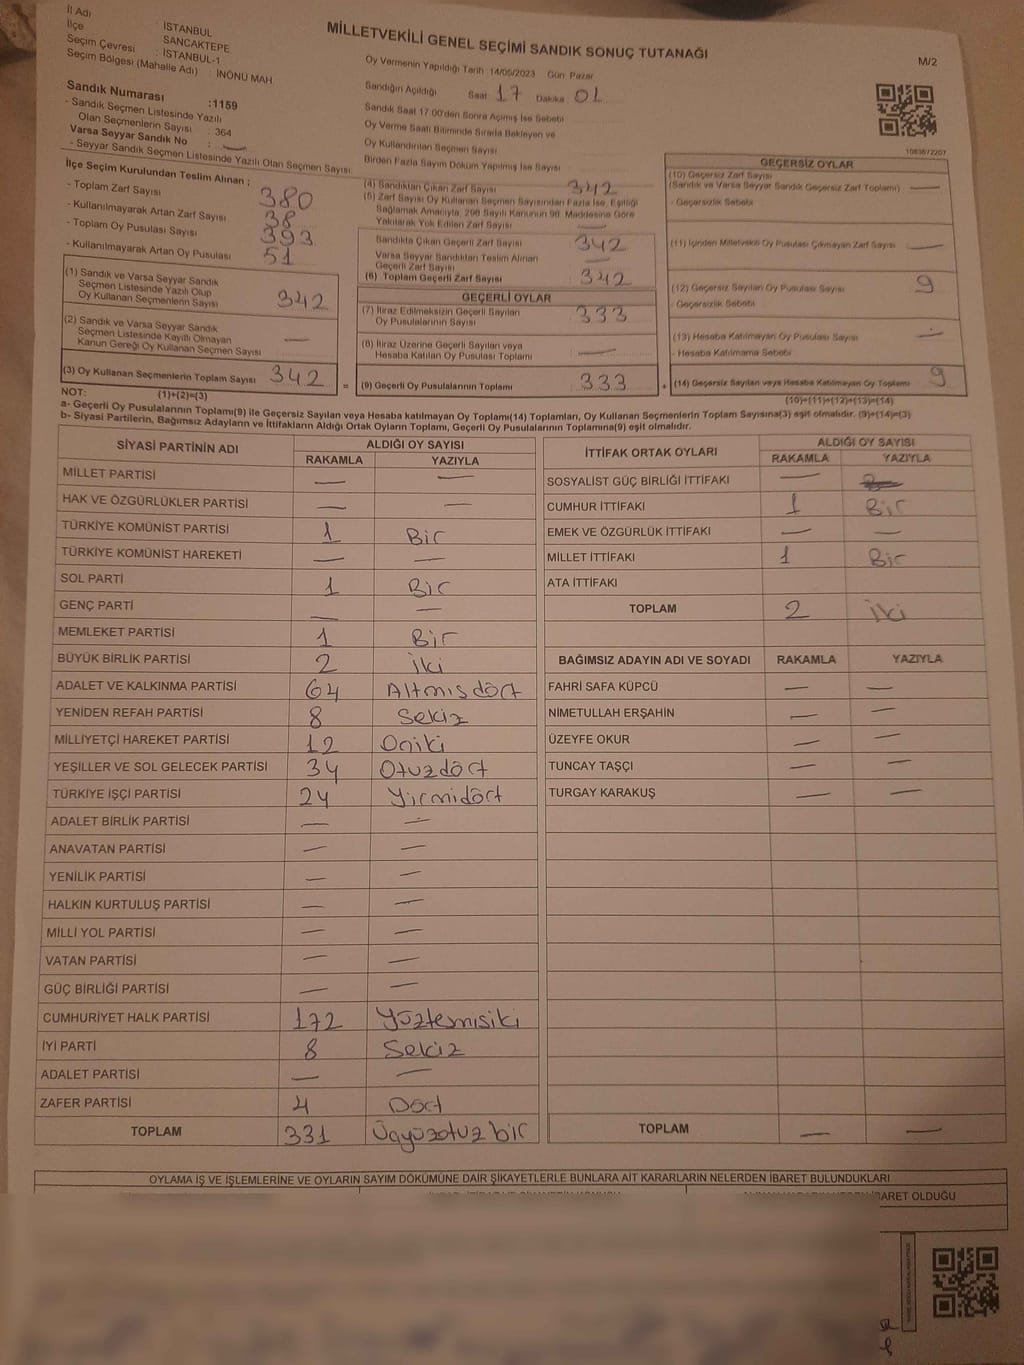 MİLLETVEKİLİ GENEL SEÇİMİ SANDIK SONUÇ TUTANAĞI
M/2
İl Adı : İSTANBUL
İlçe : SANCAKTEPE
Seçim Çevresi : İSTANBUL-1
Seçim Bölgesi (Mahalle Adı) : İNÖNÜ MAH.
Sandık Numarası :1159
- Sandık Seçmen Listesinde Yazılı
Olan Seçmenlerin Sayısı : 364
Varsa Seyyar Sandık No : —
- Seyyar Sandık Seçmen Listesinde Yazılı Olan Seçmen Sayısı
Oy Vermenin Yapıldığı Tarih :14/05/2023 Gün: Pazar
Sandığın Açıldığı Saat 17 Dakika 01
Sandık Saat 17.00'den Sonra Açılmış İse Sebebi
Oy Verme Saati Bitiminde Sırada Bekleyen ve
Oy Kullandırılan Seçmen Sayısı
Birden Fazla Sayım Döküm Yapılmış İse Sayısı
1083672207
İlçe Seçim Kurulundan Teslim Alınan :
- Toplam Zarf Sayısı 380
- Kullanılmayarak Artan Zarf Sayısı 38
- Toplam Oy Pusulası Sayısı 393
- Kullanılmayarak Artan Oy Pusulası 51
(1) Sandık ve Varsa Seyyar Sandık
Seçmen Listesinde Yazılı Olup
Oy Kullanan Seçmenlerin Sayısı 342
(2) Sandık ve Varsa Seyyar Sandık
Seçmen Listesinde Kayıtlı Olmayan
Kanun Gereği Oy Kullanan Seçmen Sayısı —
(3) Oy Kullanan Seçmenlerin Toplam Sayısı 342 =
(1)+(2)=(3)
(4) Sandıktan Çıkan Zarf Sayısı 342
(5) Zarf Sayısı Oy Kullanan Seçmen Sayısından Fazla İse, Eşitliği
Sağlamak Amacıyla, 298 Sayılı Kanunun 98. Maddesine Göre
Yakılarak Yok Edilen Zarf Sayısı —
Sandıkta Çıkan Geçerli Zarf Sayısı 342
Varsa Seyyar Sandıktan Teslim Alınan
Geçerli Zarf Sayısı —
(6) Toplam Geçerli Zarf Sayısı 342
GEÇERLİ OYLAR
(7) İtiraz Edilmeksizin Geçerli Sayılan
Oy Pusulalarının Sayısı 333
(8) İtiraz Üzerine Geçerli Sayılan veya
Hesaba Katılan Oy Pusulası Toplamı —
(9) Geçerli Oy Pusulalarının Toplamı 333 +
GEÇERSİZ OYLAR
(10) Geçersiz Zarf Sayısı
(Sandık ve Varsa Seyyar Sandık Geçersiz Zarf Toplamı) —
- Geçersizlik Sebebi
(11) İçinden Milletvekili Oy Pusulası Çıkmayan Zarf Sayısı —
(12) Geçersiz Sayılan Oy Pusulası Sayısı 9
- Geçersizlik Sebebi
(13) Hesaba Katılmayan Oy Pusulası Sayısı —
- Hesaba Katılmama Sebebi
(14) Geçersiz Sayılan veya Hesaba Katılmayan Oy Toplamı 9
(10)+(11)+(12)+(13)=(14)
NOT:
a- Geçerli Oy Pusulalarının Toplamı(9) ile Geçersiz Sayılan veya Hesaba katılmayan Oy Toplamı(14) Toplamları, Oy Kullanan Seçmenlerin Toplam Sayısına(3) eşit olmalıdır. (9)+(14)=(3)
b- Siyasi Partilerin, Bağımsız Adayların ve İttifakların Aldığı Ortak Oyların Toplamı, Geçerli Oy Pusulalarının Toplamına(9) eşit olmalıdır.
SİYASİ PARTİNİN ADI ALDIĞI OY SAYISI
RAKAMLA YAZIYLA
MİLLET PARTİSİ — —
HAK VE ÖZGÜRLÜKLER PARTİSİ — —
TÜRKİYE KOMÜNİST PARTİSİ 1 Bir
TÜRKİYE KOMÜNİST HAREKETİ — —
SOL PARTİ 1 Bir
GENÇ PARTİ — —
MEMLEKET PARTİSİ 1 Bir
BÜYÜK BİRLİK PARTİSİ 2 iki
ADALET VE KALKINMA PARTİSİ 64 Altmışdört
YENİDEN REFAH PARTİSİ 8 Sekiz
MİLLİYETÇİ HAREKET PARTİSİ 12 Oniki
YEŞİLLER VE SOL GELECEK PARTİSİ 34 Otuzdört
TÜRKİYE İŞÇİ PARTİSİ 24 Yirmidört
ADALET BİRLİK PARTİSİ — —
ANAVATAN PARTİSİ — —
YENİLİK PARTİSİ — —
HALKIN KURTULUŞ PARTİSİ — —
MİLLİ YOL PARTİSİ — —
VATAN PARTİSİ — —
GÜÇ BİRLİĞİ PARTİSİ — —
CUMHURİYET HALK PARTİSİ 172 Yüztemisiki
İYİ PARTİ 8 Sekiz
ADALET PARTİSİ — —
ZAFER PARTİSİ 4 Dört
TOPLAM 331 Üçyüzotuz bir
İTTİFAK ORTAK OYLARI ALDIĞI OY SAYISI
RAKAMLA YAZIYLA
SOSYALİST GÜÇ BİRLİĞİ İTTİFAKI —
CUMHUR İTTİFAKI 1 Bir
EMEK VE ÖZGÜRLÜK İTTİFAKI — —
MİLLET İTTİFAKI 1 Bir
ATA İTTİFAKI
TOPLAM 2 İki
BAĞIMSIZ ADAYIN ADI VE SOYADI RAKAMLA YAZIYLA
FAHRİ SAFA KÜPCÜ — —
NİMETULLAH ERŞAHİN — —
ÜZEYFE OKUR — —
TUNCAY TAŞÇI — —
TURGAY KARAKUŞ — —
TOPLAM — —
OYLAMA İŞ VE İŞLEMLERİNE VE OYLARIN SAYIM DÖKÜMÜNE DAİR ŞİKAYETLERLE BUNLARA AİT KARARLARIN NELERDEN İBARET BULUNDUKLARI
BARET OLDUĞU